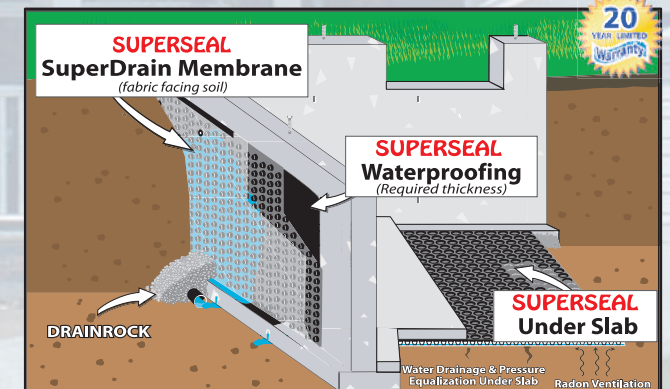 20
YEAR LIMITED
Warranty
SUPERSEAL
SuperDrain Membrane
(fabric facing soil)
SUPERSEAL
Waterproofing
(Required thickness)
SUPERSEAL
Under Slab
DRAINROCK
Water Drainage & Pressure
Equalization Under Slab
Radon Ventilation